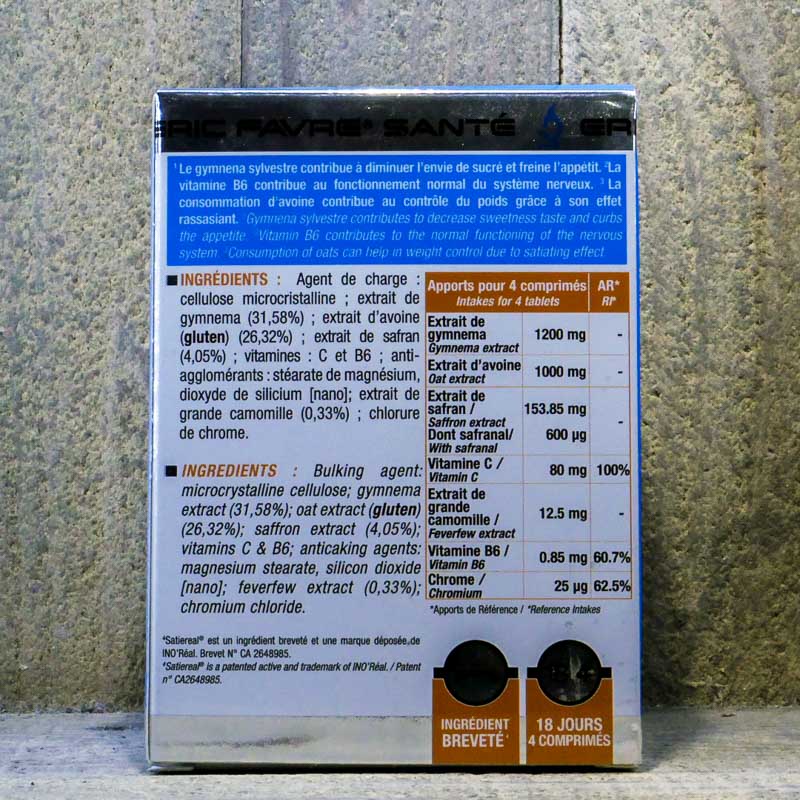 ERIC FAVRE® SANTÉ ERI
¹Le gymnena sylvestre contribue à diminuer l'envie de sucré et freine l'appétit. ²La
vitamine B6 contribue au fonctionnement normal du système nerveux. ³La
consommation d'avoine contribue au contrôle du poids grâce à son effet
rassasiant. Gymnena sylvestre contributes to decrease sweetness taste and curbs
the appetite. Vitamin B6 contributes to the normal functioning of the nervous
system. Consumption of oats can help in weight control due to satiating effect
INGRÉDIENTS : Agent de charge :
cellulose microcristalline ; extrait de
gymnema (31,58%) ; extrait d'avoine
(gluten) (26,32%) ; extrait de safran
(4,05%) ; vitamines : C et B6 ; anti-
agglomérants : stéarate de magnésium,
dioxyde de silicium [nano]; extrait de
grande camomille (0,33%) ; chlorure
de chrome.
INGREDIENTS : Bulking agent:
microcrystalline cellulose; gymnema
extract (31,58%); oat extract (gluten)
(26,32%); saffron extract (4,05%);
vitamins C & B6; anticaking agents:
magnesium stearate, silicon dioxide
[nano]; feverfew extract (0,33%);
chromium chloride.
⁴Satiereal® est un ingrédient breveté et une marque déposée de
INO'Réal. Brevet N° CA 2648985.
⁴Satiereal® is a patented active and trademark of INO'Réal. / Patent
n° CA2648985.
Apports pour 4 comprimés AR*
Intakes for 4 tablets RI*
Extrait de
gymnema 1200 mg -
Gymnema extract
Extrait d'avoine 1000 mg -
Oat extract
Extrait de
safran / 153.85 mg -
Saffron extract
Dont safranal/ 600 µg
With safranal
Vitamine C / 80 mg 100%
Vitamin C
Extrait de
grande
camomille / 12.5 mg -
Feverfew extract
Vitamine B6 / 0.85 mg 60.7%
Vitamin B6
Chrome / 25 µg 62.5%
Chromium
*Apports de Référence / *Reference Intakes
INGRÉDIENT
BREVETÉ⁴
18 JOURS
4 COMPRIMÉS